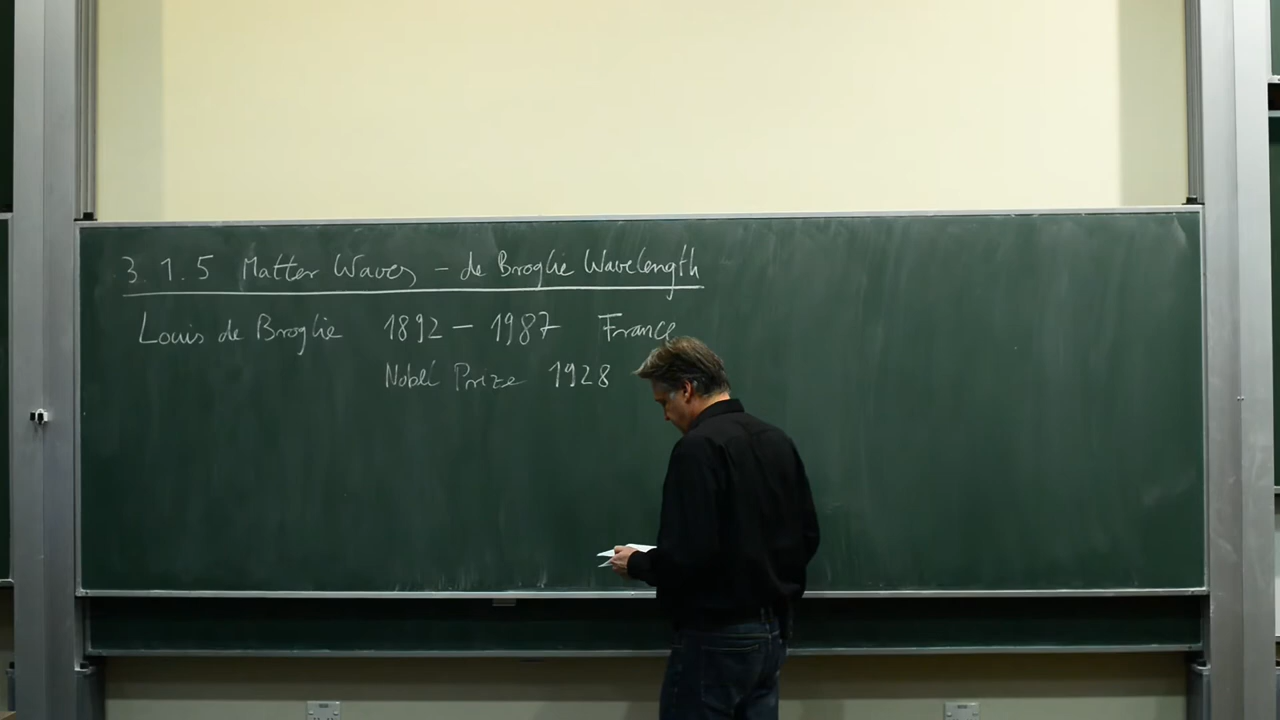 3.1.5 Matter Waves – de Broglie Wavelength
Louis de Broglie 1892 – 1987 France
Nobel Prize 1928